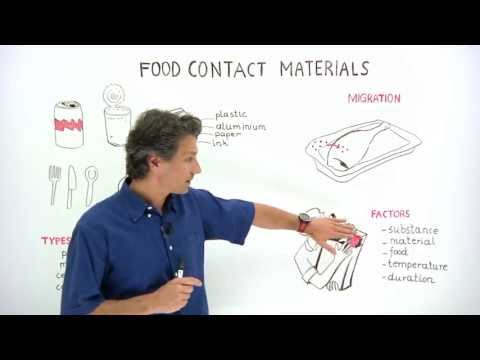 FOOD CONTACT MATERIALS
plastic
aluminium
paper
ink
MIGRATION
TYPES
FACTORS
-substance
-material
-food
-temperature
-duration